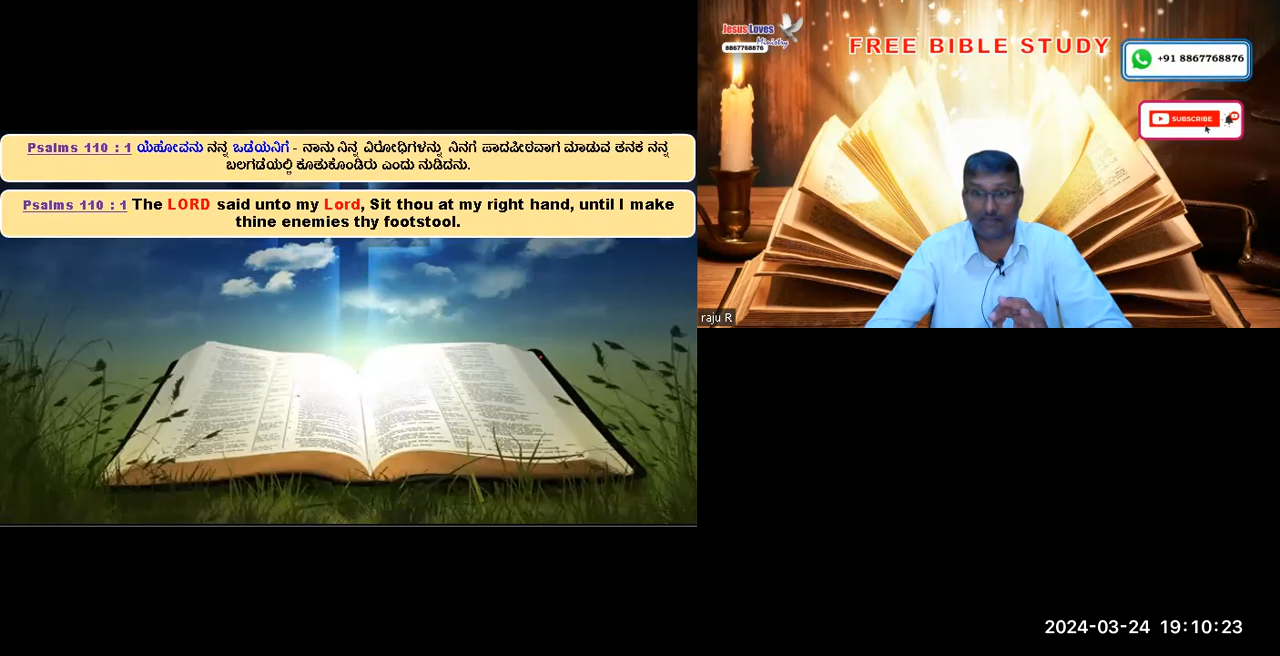 Psalms 110 : 1 ಯೆಹೋವನು ನನ್ನ ಒಡೆಯನಿಗೆ - ನಾನು ನಿನ್ನ ವಿರೋಧಿಗಳನ್ನು ನಿನಗೆ ಪಾದಪೀಠವಾಗ ಮಾಡುವ ತನಕ ನನ್ನ
ಬಲಗಡೆಯಲ್ಲಿ ಕೂತುಕೊಂಡಿರು ಎಂದು ನುಡಿದನು.
Psalms 110 : 1 The LORD said unto my Lord, Sit thou at my right hand, until I make
thine enemies thy footstool.
Jesus Loves
Ministry
8867768876
FREE BIBLE STUDY
+91 8867768876
SUBSCRIBE
raju R
2024-03-24 19:10:23